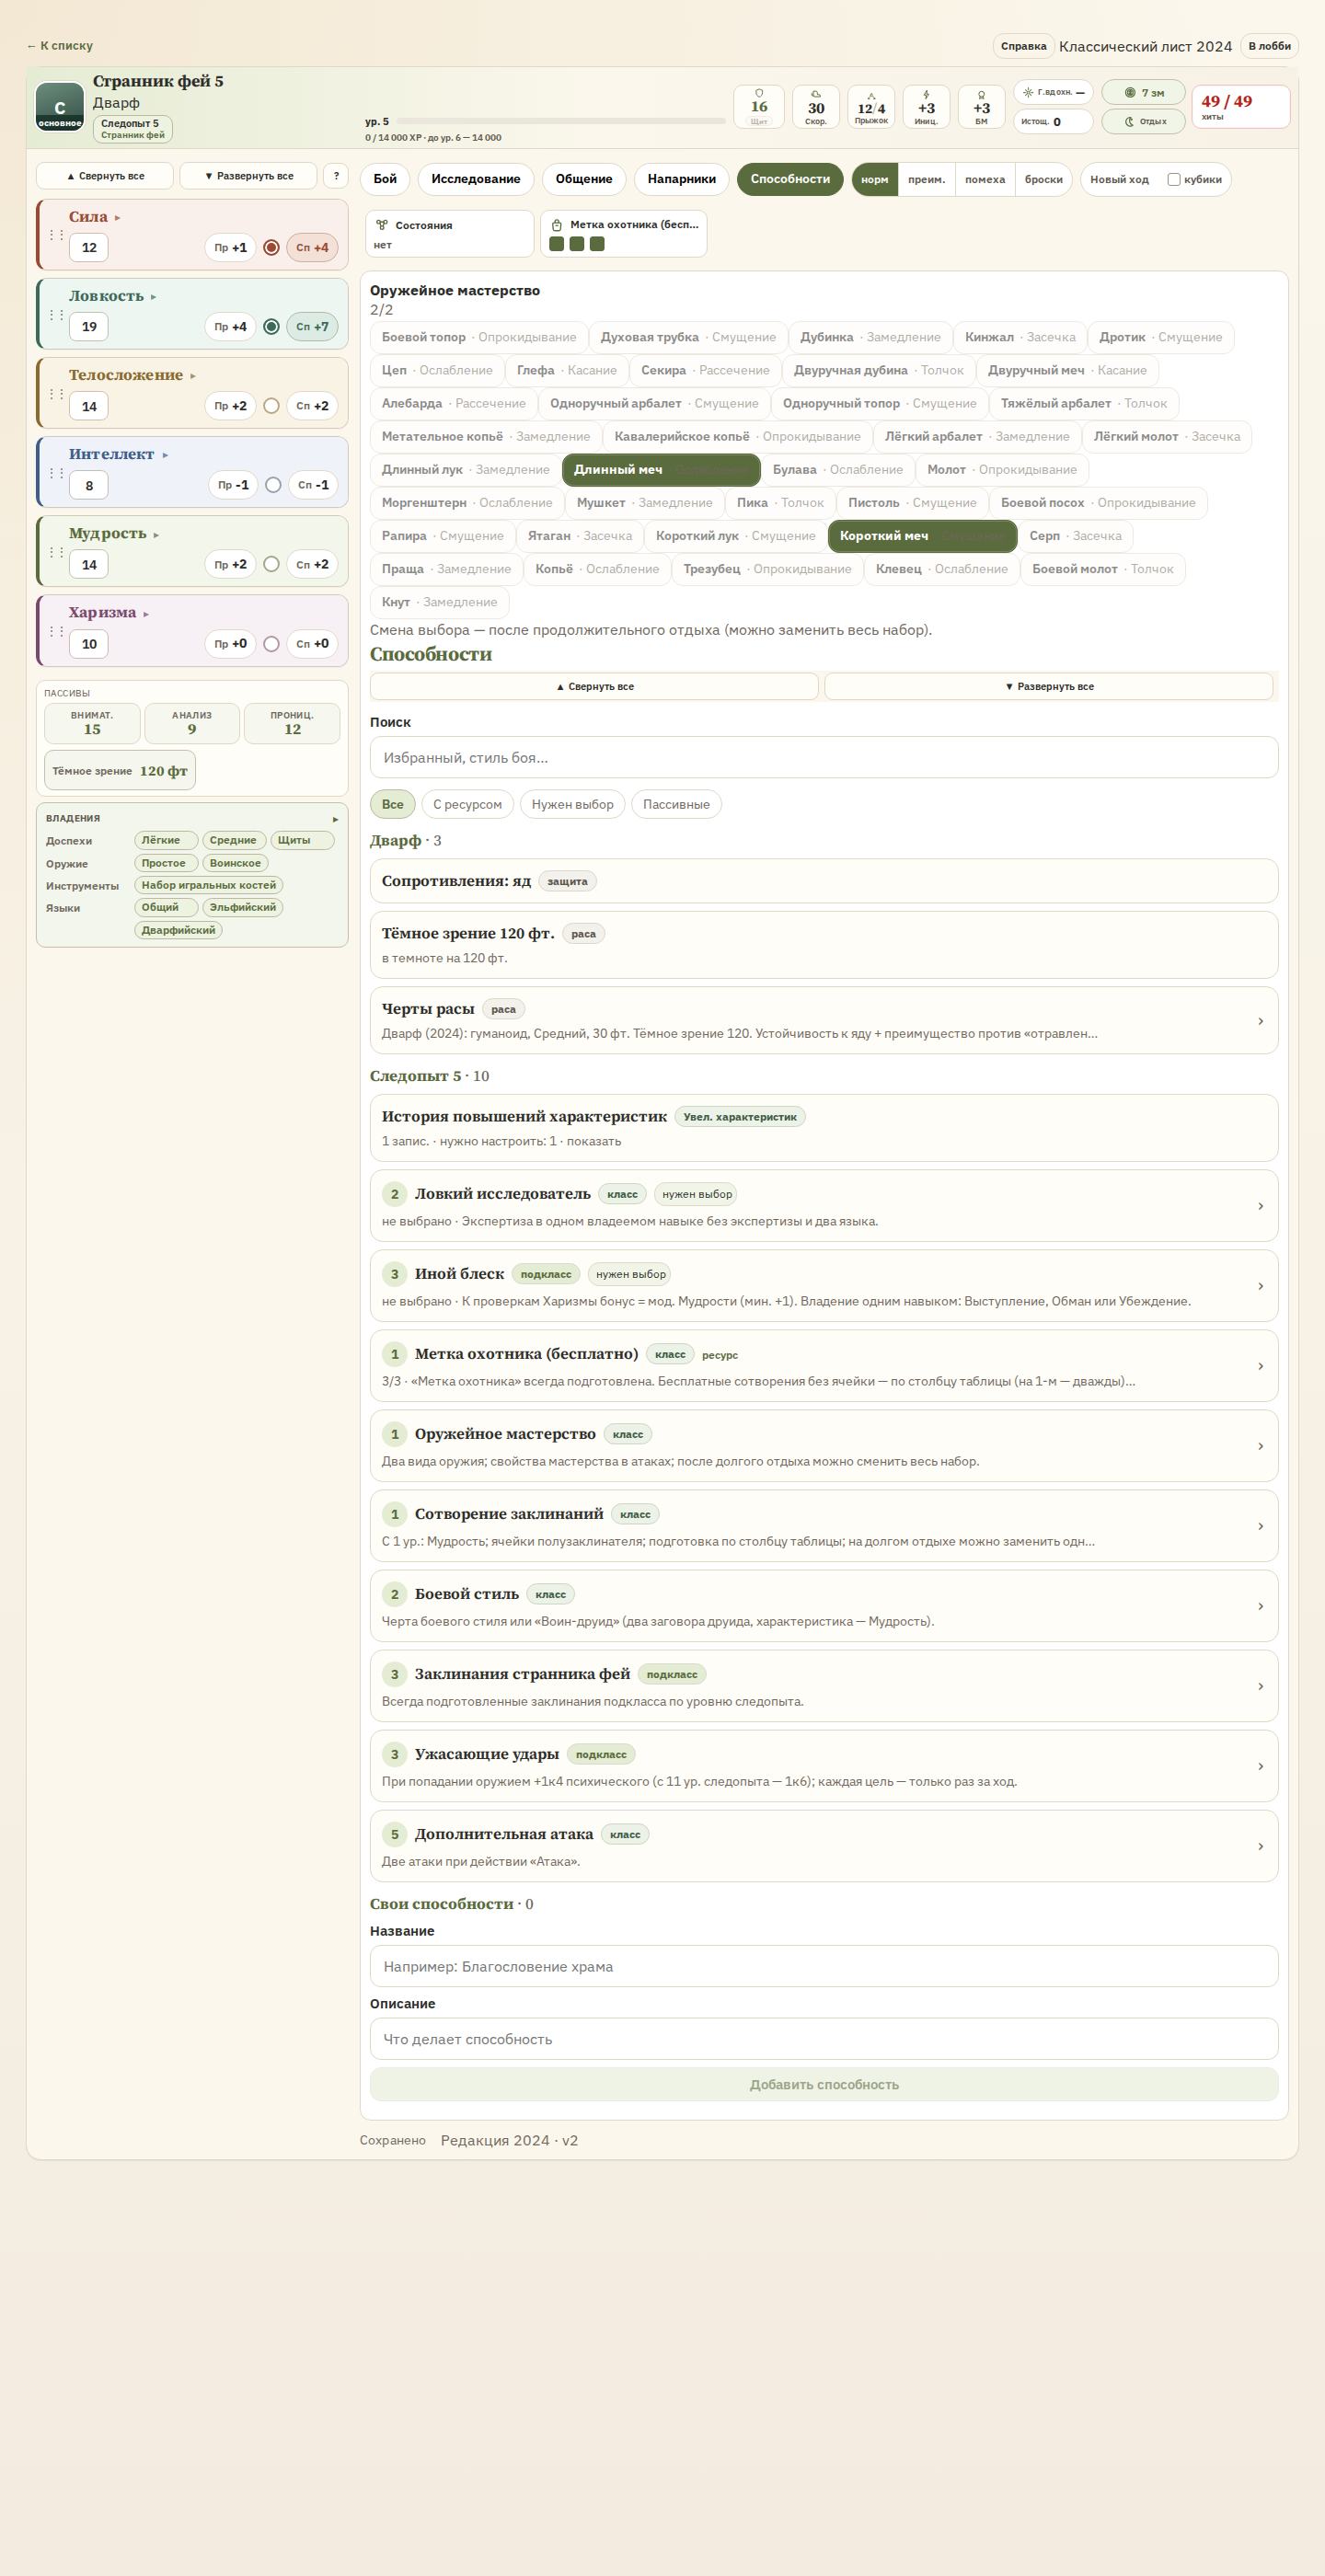 ← К списку
Справка Классический лист 2024 В лобби
С
основное
Странник фей 5
Дварф
Следопыт 5
Странник фей
ур. 5
0 / 14 000 XP · до ур. 6 — 14 000
16
Щит
30
Скор.
12/4
Прыжок
+3
Иниц.
+3
БМ
Г.вдохн. —
Истощ. 0
7 зм
Отдых
49 / 49
хиты
▲ Свернуть все ▼ Развернуть все ?
Сила ▸
12 Пр +1 Сп +4
Ловкость ▸
19 Пр +4 Сп +7
Телосложение ▸
14 Пр +2 Сп +2
Интеллект ▸
8 Пр -1 Сп -1
Мудрость ▸
14 Пр +2 Сп +2
Харизма ▸
10 Пр +0 Сп +0
ПАССИВЫ
ВНИМАТ. АНАЛИЗ ПРОНИЦ.
15 9 12
Тёмное зрение 120 фт
ВЛАДЕНИЯ ▸
Доспехи Лёгкие Средние Щиты
Оружие Простое Воинское
Инструменты Набор игральных костей
Языки Общий Эльфийский
Дварфийский
Бой Исследование Общение Напарники Способности норм преим. помеха броски Новый ход кубики
Состояния
нет
Метка охотника (бесп...
Оружейное мастерство
2/2
Боевой топор · Опрокидывание Духовая трубка · Смущение Дубинка · Замедление Кинжал · Засечка Дротик · Смущение
Цеп · Ослабление Глефа · Касание Секира · Рассечение Двуручная дубина · Толчок Двуручный меч · Касание
Алебарда · Рассечение Одноручный арбалет · Смущение Одноручный топор · Смущение Тяжёлый арбалет · Толчок
Метательное копьё · Замедление Кавалерийское копьё · Опрокидывание Лёгкий арбалет · Замедление Лёгкий молот · Засечка
Длинный лук · Замедление Длинный меч Булава · Ослабление Молот · Опрокидывание
Моргенштерн · Ослабление Мушкет · Замедление Пика · Толчок Пистоль · Смущение Боевой посох · Опрокидывание
Рапира · Смущение Ятаган · Засечка Короткий лук · Смущение Короткий меч Серп · Засечка
Праща · Замедление Копьё · Ослабление Трезубец · Опрокидывание Клевец · Ослабление Боевой молот · Толчок
Кнут · Замедление
Смена выбора — после продолжительного отдыха (можно заменить весь набор).
Способности
▲ Свернуть все ▼ Развернуть все
Поиск
Избранный, стиль боя...
Все С ресурсом Нужен выбор Пассивные
Дварф · 3
Сопротивления: яд защита
Тёмное зрение 120 фт. раса
в темноте на 120 фт.
Черты расы раса
Дварф (2024): гуманоид, Средний, 30 фт. Тёмное зрение 120. Устойчивость к яду + преимущество против «отравлен...
Следопыт 5 · 10
История повышений характеристик Увел. характеристик
1 запис. · нужно настроить: 1 · показать
2 Ловкий исследователь класс нужен выбор
не выбрано · Экспертиза в одном владеемом навыке без экспертизы и два языка.
3 Иной блеск подкласс нужен выбор
не выбрано · К проверкам Харизмы бонус = мод. Мудрости (мин. +1). Владение одним навыком: Выступление, Обман или Убеждение.
1 Метка охотника (бесплатно) класс ресурс
3/3 · «Метка охотника» всегда подготовлена. Бесплатные сотворения без ячейки — по столбцу таблицы (на 1-м — дважды)...
1 Оружейное мастерство класс
Два вида оружия; свойства мастерства в атаках; после долгого отдыха можно сменить весь набор.
1 Сотворение заклинаний класс
С 1 ур.: Мудрость; ячейки полузаклинателя; подготовка по столбцу таблицы; на долгом отдыхе можно заменить одн...
2 Боевой стиль класс
Черта боевого стиля или «Воин-друид» (два заговора друида, характеристика — Мудрость).
3 Заклинания странника фей подкласс
Всегда подготовленные заклинания подкласса по уровню следопыта.
3 Ужасающие удары подкласс
При попадании оружием +1к4 психического (с 11 ур. следопыта — 1к6); каждая цель — только раз за ход.
5 Дополнительная атака класс
Две атаки при действии «Атака».
Свои способности · 0
Название
Например: Благословение храма
Описание
Что делает способность
Добавить способность
Сохранено Редакция 2024 · v2